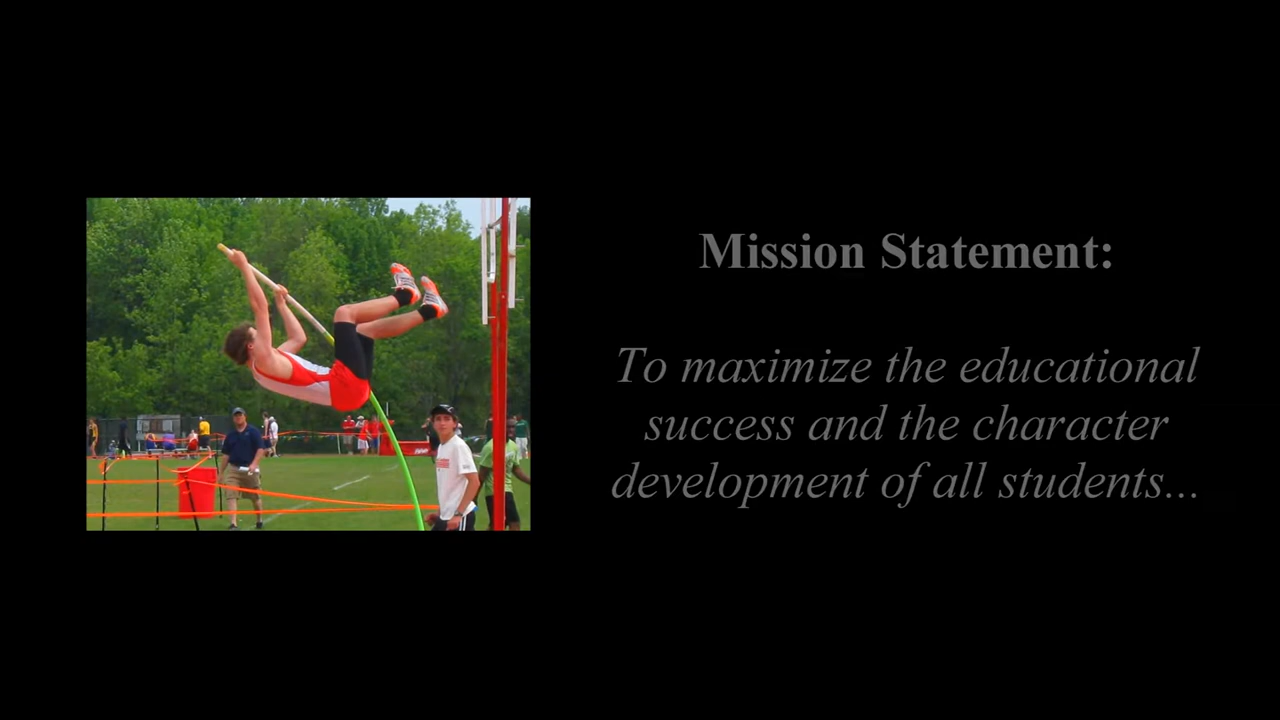 Mission Statement:
To maximize the educational
success and the character
development of all students...